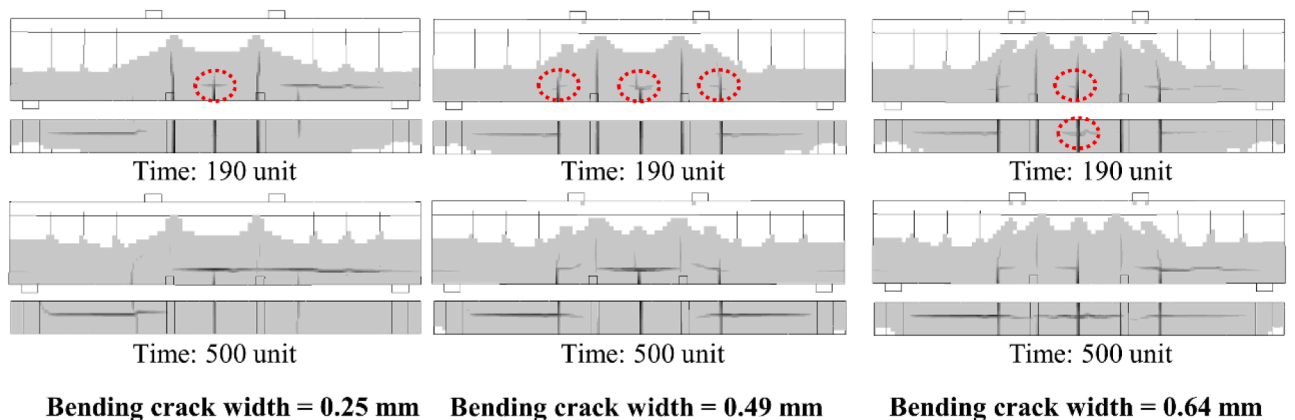 Time: 190 unit Time: 190 unit Time: 190 unit
Time: 500 unit Time: 500 unit Time: 500 unit
Bending crack width = 0.25 mm Bending crack width = 0.49 mm Bending crack width = 0.64 mm